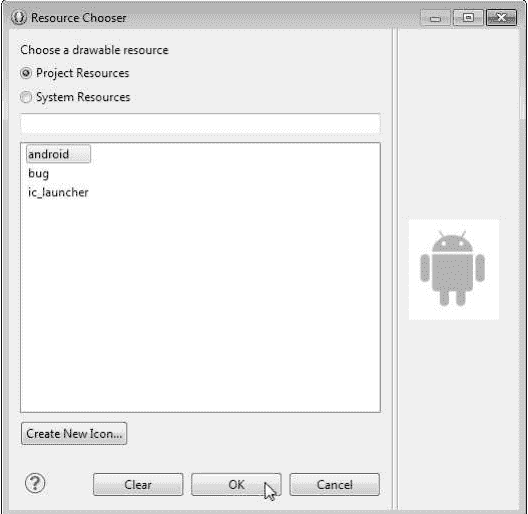 Resource Chooser
Choose a drawable resource
Project Resources
System Resources
android
bug
ic_launcher
Create New Icon...
?
Clear
OK
Cancel